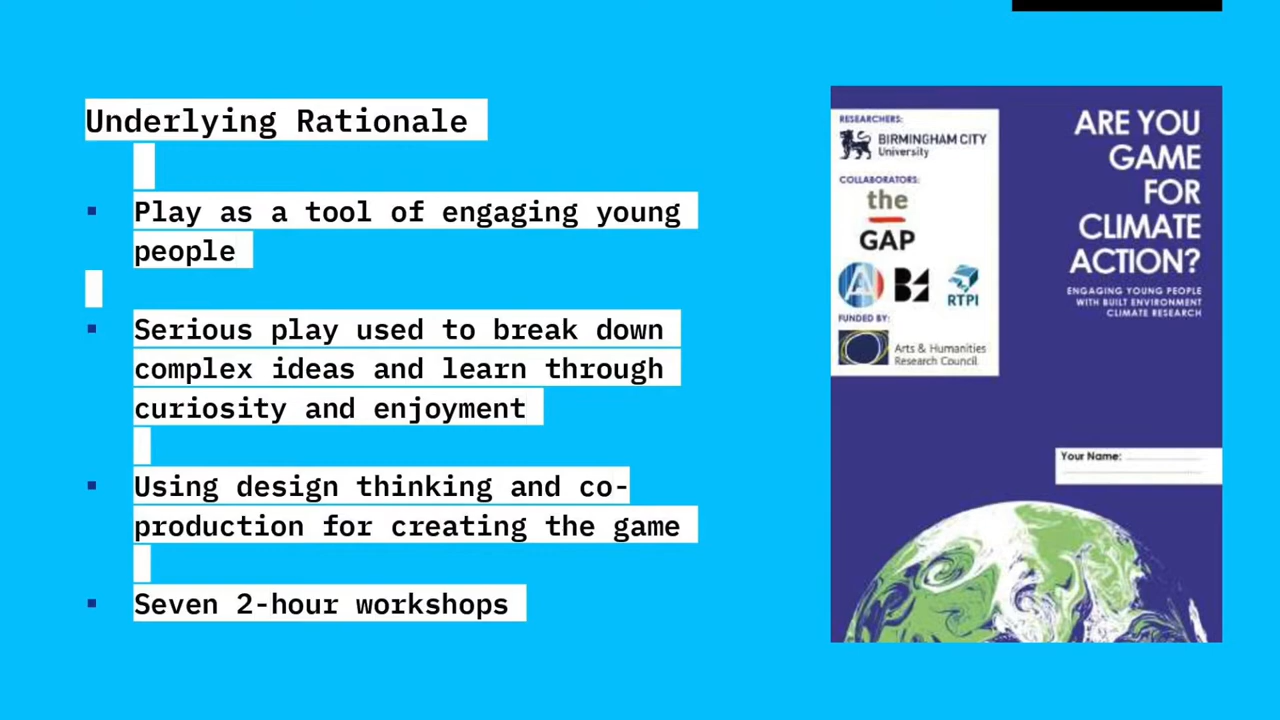 Underlying Rationale
▪ Play as a tool of engaging young
people
▪ Serious play used to break down
complex ideas and learn through
curiosity and enjoyment
▪ Using design thinking and co-
production for creating the game
▪ Seven 2-hour workshops
RESEARCHERS:
BIRMINGHAM CITY
University
COLLABORATORS:
the
GAP
RTPI
FUNDED BY:
Arts & Humanities
Research Council
ARE YOU
GAME
FOR
CLIMATE
ACTION?
ENGAGING YOUNG PEOPLE
WITH BUILT ENVIRONMENT
CLIMATE RESEARCH
Your Name: